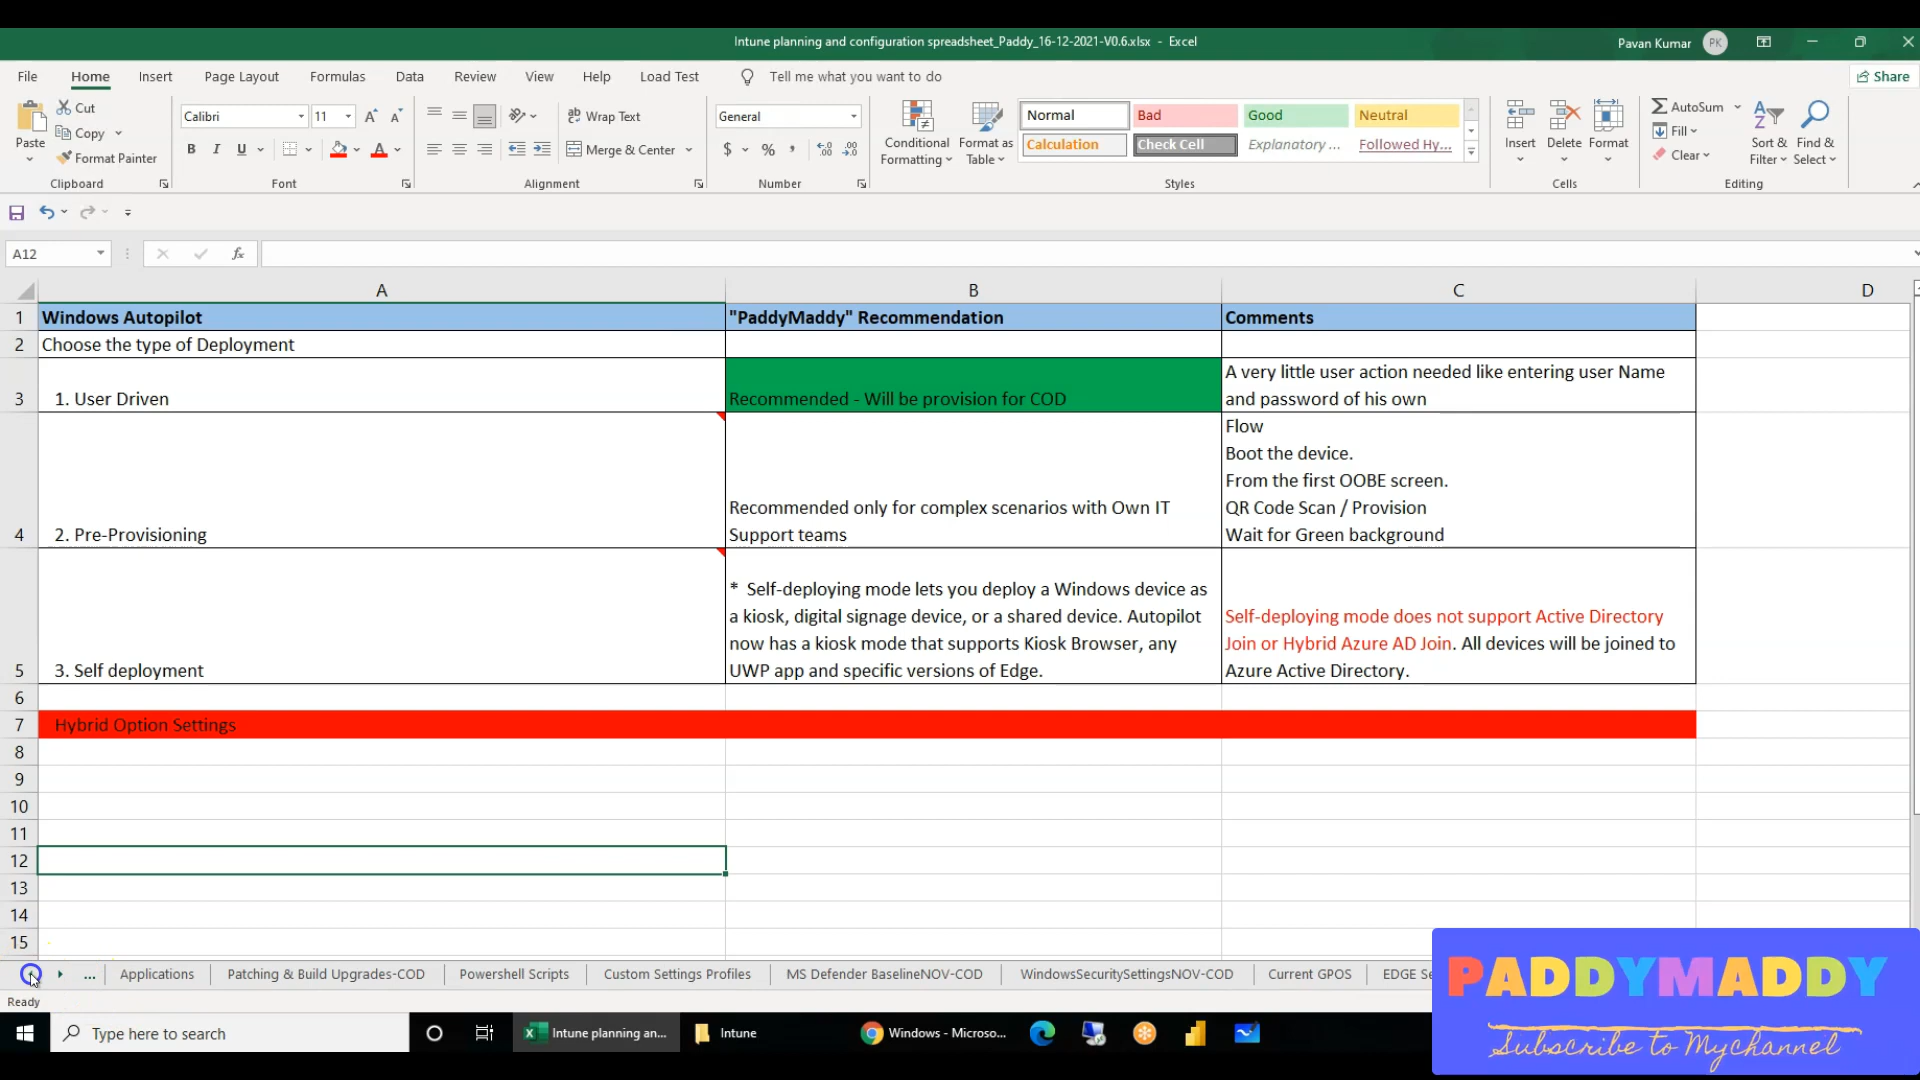 Intune planning and configuration spreadsheet_Paddy_16-12-2021-V0.6.xlsx - Excel
Pavan Kumar PK
File Home Insert Page Layout Formulas Data Review View Help Load Test Tell me what you want to do Share
Paste Cut Copy Format Painter
Clipboard
Calibri 11
B I U
Font
Wrap Text
Merge & Center
Alignment
General
$ % ,
Number
Conditional Formatting
Format as Table
Normal Bad Good Neutral
Calculation Check Cell Explanatory ... Followed Hy...
Styles
Insert Delete Format
Cells
AutoSum
Fill
Clear
Sort & Filter
Find & Select
Editing
A12 fx
A B C D
1 Windows Autopilot "PaddyMaddy" Recommendation Comments
2 Choose the type of Deployment
3 1. User Driven
Recommended - Will be provision for COD
A very little user action needed like entering user Name
and password of his own
4 2. Pre-Provisioning
Recommended only for complex scenarios with Own IT
Support teams
Flow
Boot the device.
From the first OOBE screen.
QR Code Scan / Provision
Wait for Green background
5 3. Self deployment
* Self-deploying mode lets you deploy a Windows device as
a kiosk, digital signage device, or a shared device. Autopilot
now has a kiosk mode that supports Kiosk Browser, any
UWP app and specific versions of Edge.
Self-deploying mode does not support Active Directory
Join or Hybrid Azure AD Join. All devices will be joined to
Azure Active Directory.
6
7 Hybrid Option Settings
8
9
10
11
12
13
14
15
... Applications Patching & Build Upgrades-COD Powershell Scripts Custom Settings Profiles MS Defender BaselineNOV-COD WindowsSecuritySettingsNOV-COD Current GPOS EDGE
Ready
Type here to search
Intune planning an...
Intune
Windows - Microso...
PADDYMADDY
Subscribe to Mychannel